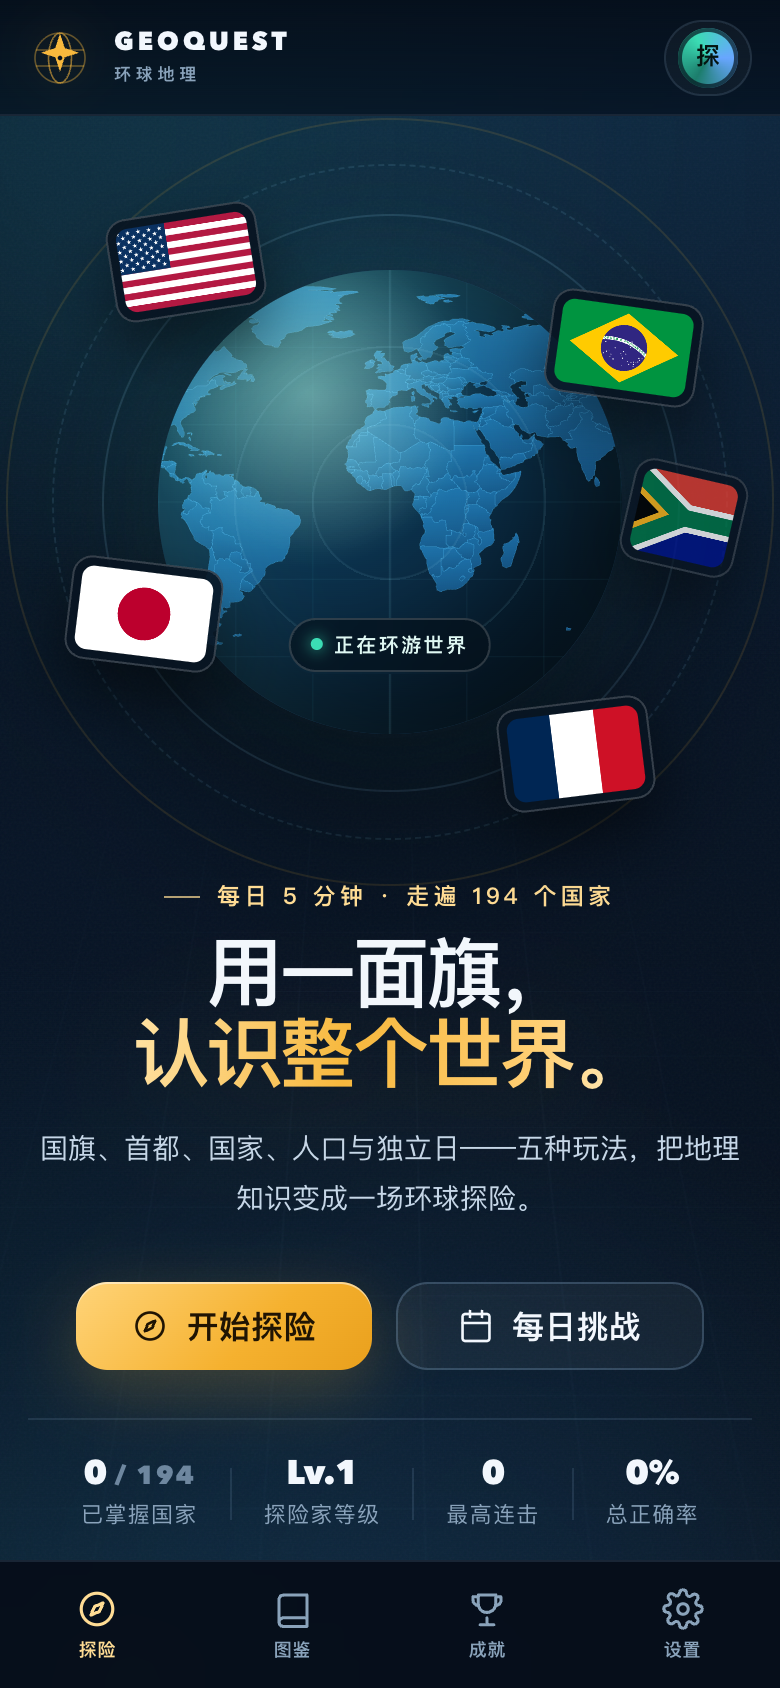 GEOQUEST
环球地理
探
正在环游世界
每日 5 分钟 · 走遍 194 个国家
用一面旗，
认识整个世界。
国旗、首都、国家、人口与独立日——五种玩法，把地理
知识变成一场环球探险。
开始探险
每日挑战
0 / 194
已掌握国家
Lv.1
探险家等级
0
最高连击
0%
总正确率
探险
图鉴
成就
设置